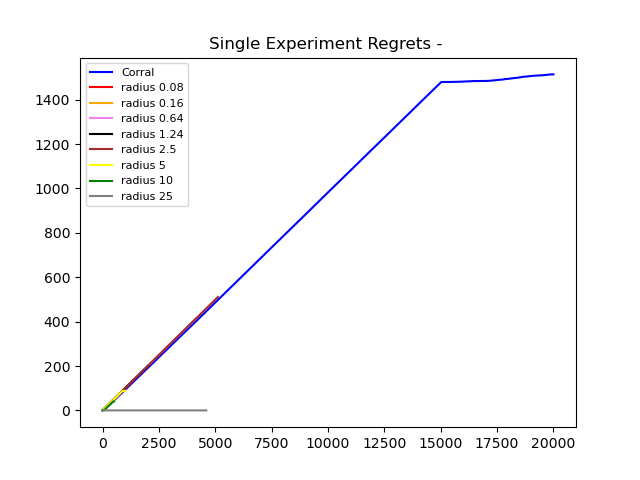 Single Experiment Regrets -
Corral
radius 0.08
radius 0.16
radius 0.64
radius 1.24
radius 2.5
radius 5
radius 10
radius 25
1400
1200
1000
800
600
400
200
0
0 2500 5000 7500 10000 12500 15000 17500 20000